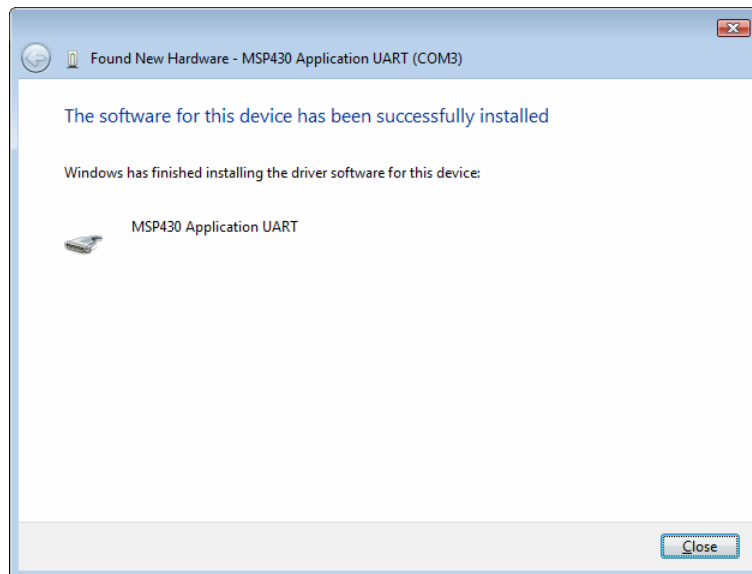 Found New Hardware - MSP430 Application UART (COM3)
The software for this device has been successfully installed
Windows has finished installing the driver software for this device:
MSP430 Application UART
Close